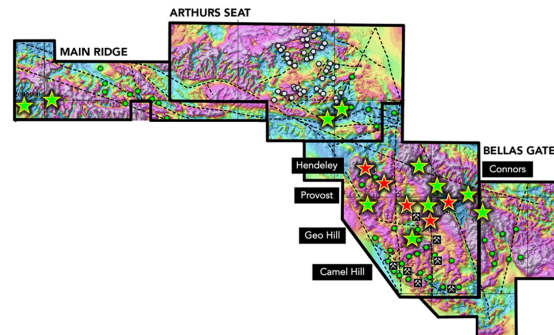 ARTHURS SEAT
MAIN RIDGE
BELLAS GATE
Hendeley
Connors
Provost
Geo Hill
Camel Hill